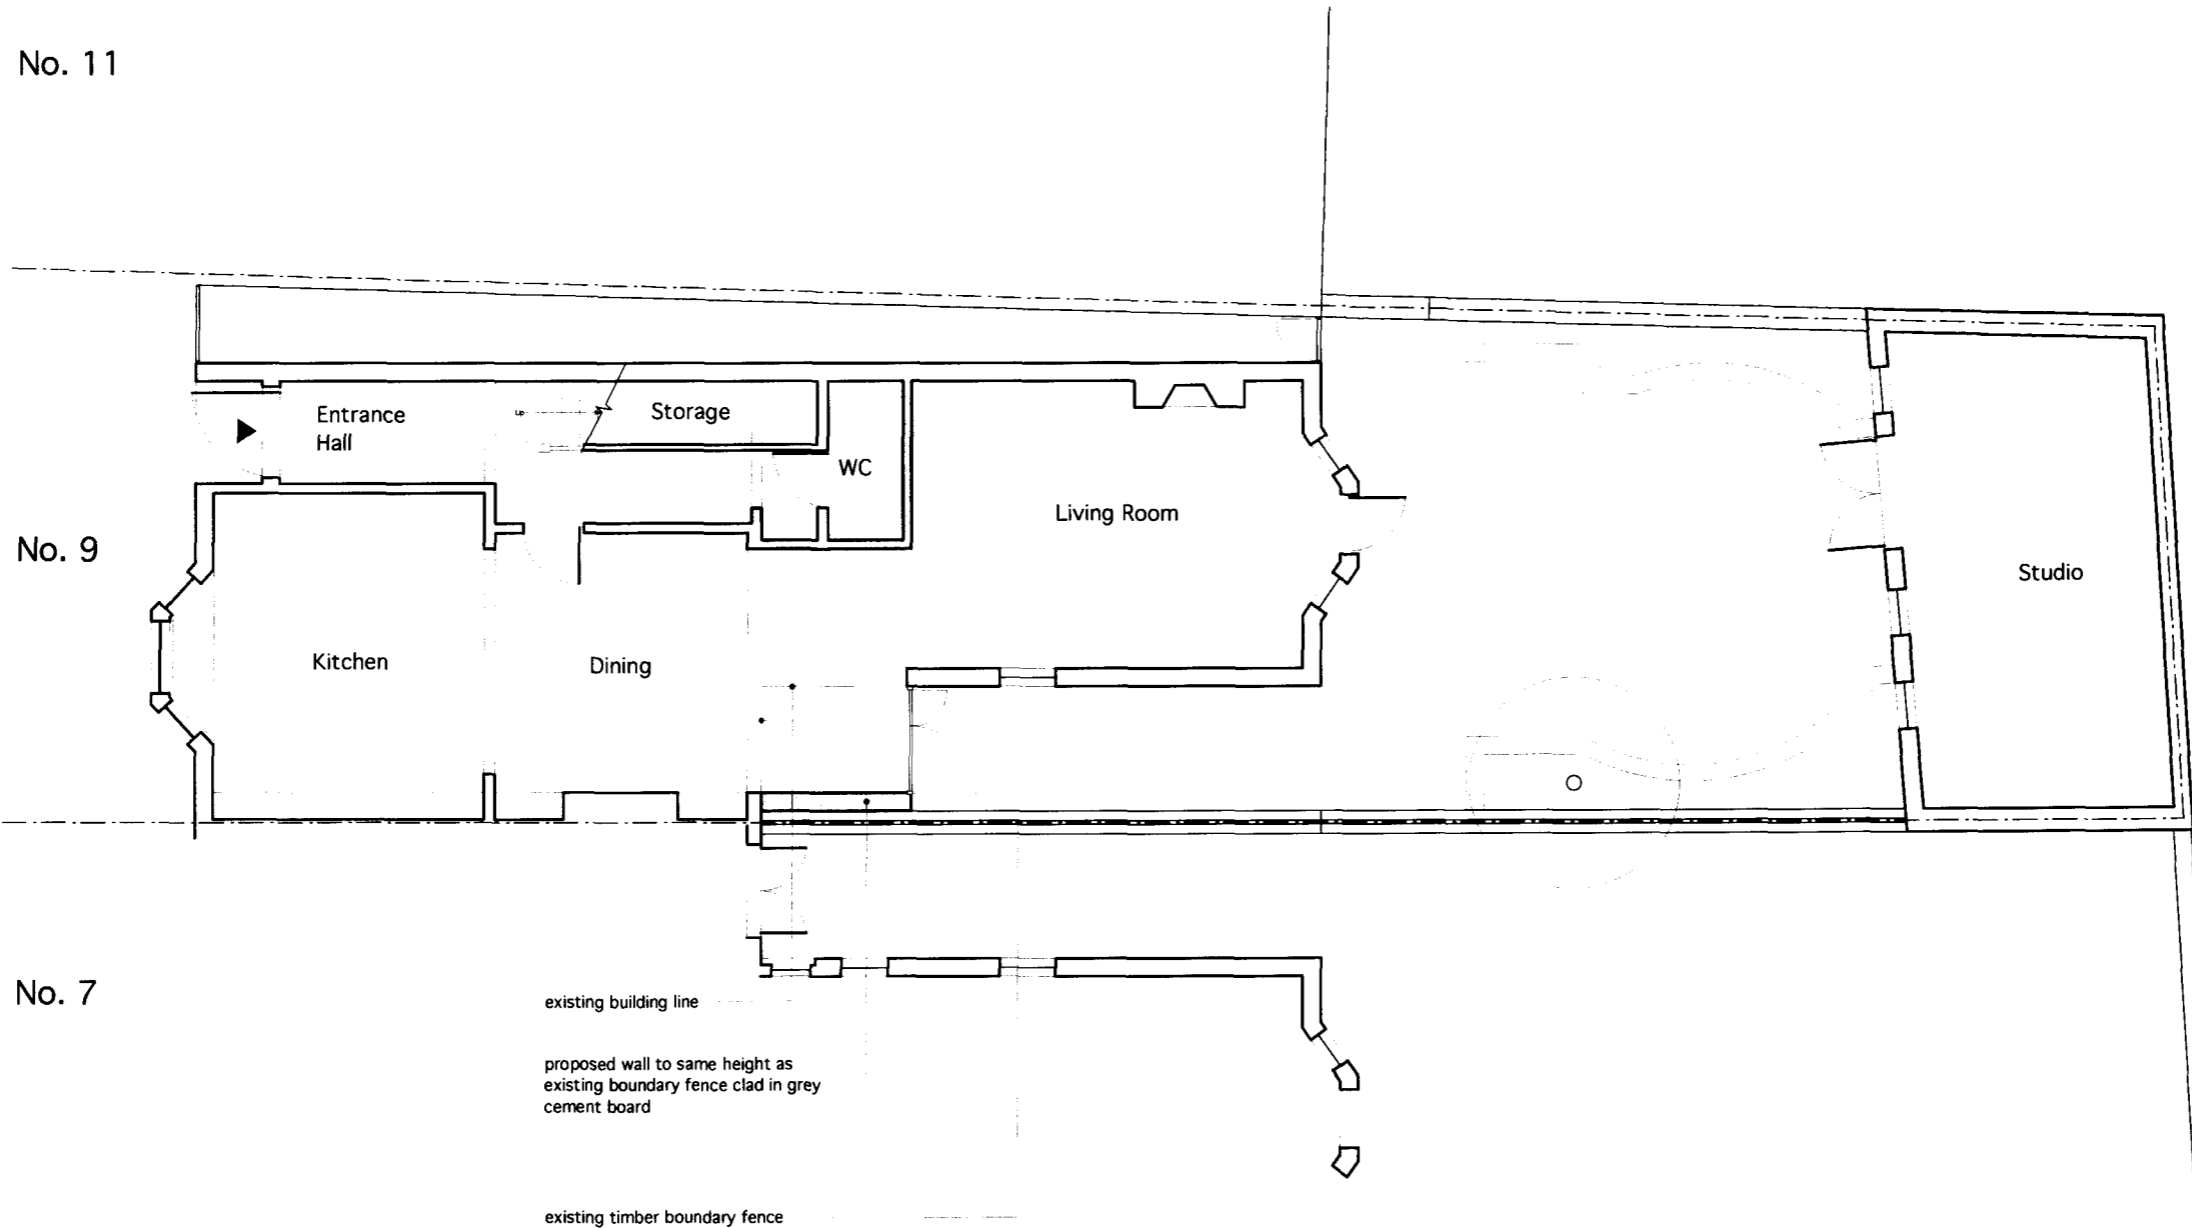 No. 11
Entrance
Hall
up
Storage
WC
Living Room
No. 9
Studio
Kitchen
Dining
No. 7
existing building line
proposed wall to same height as
existing boundary fence clad in grey
cement board
existing timber boundary fence